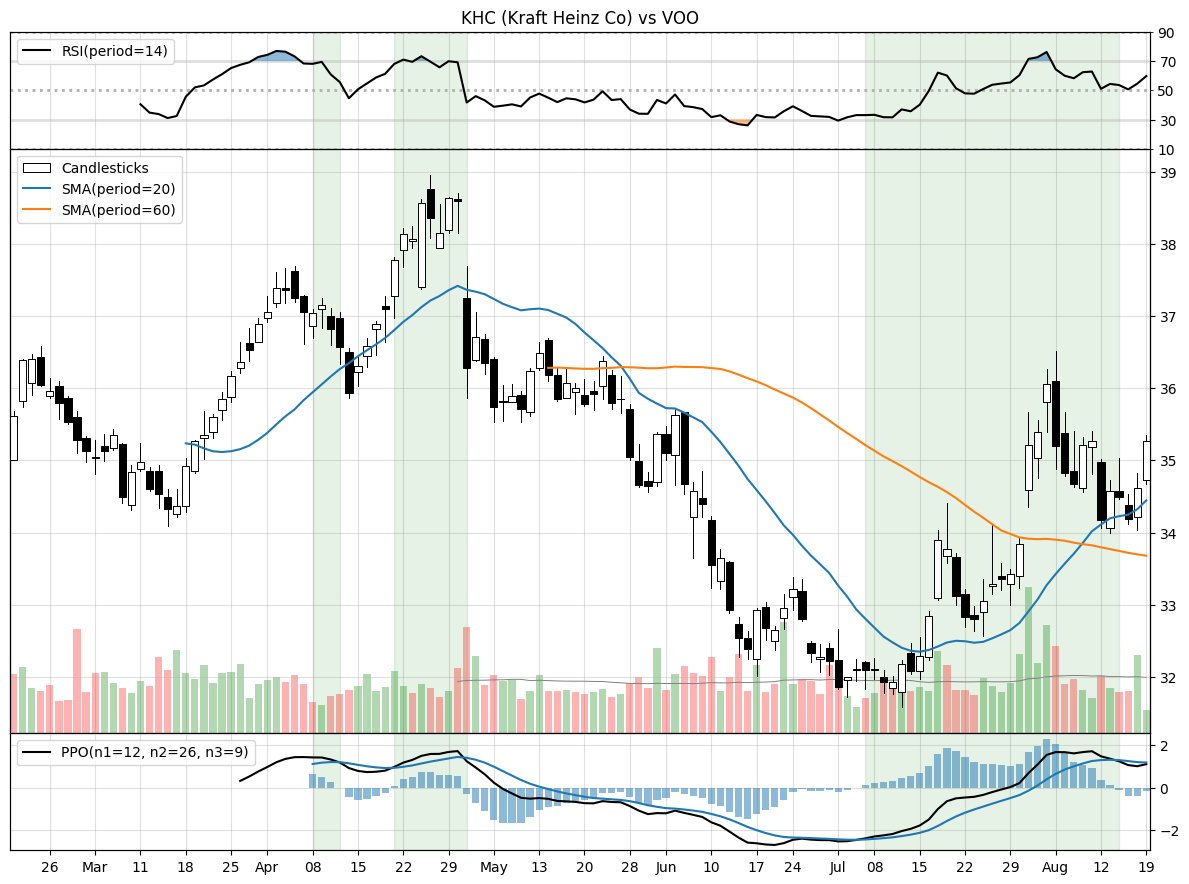 KHC (Kraft Heinz Co) vs VOO
RSI(period=14)
90
70
50
30
10
Candlesticks
SMA(period=20)
SMA(period=60)
39
38
37
36
35
34
33
32
PPO(n1=12, n2=26, n3=9)
2
0
−2
26 Mar 11 18 25 Apr 08 15 22 29 May 13 20 28 Jun 10 17 24 Jul 08 15 22 29 Aug 12 19